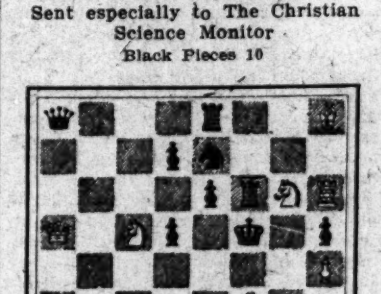 Sent especially to The Christian
Science Monitor
Black Pieces 10